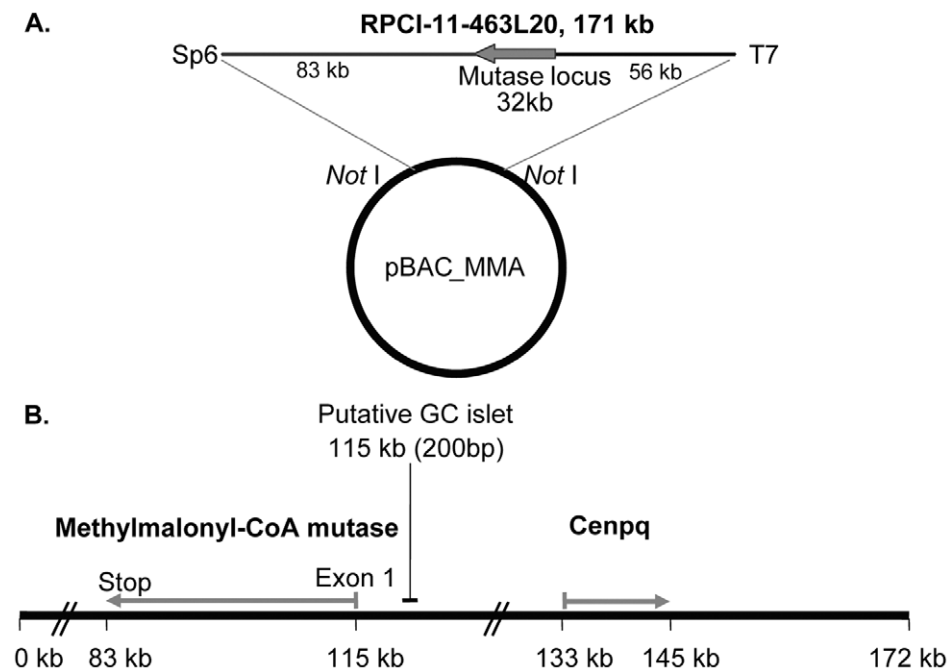 A.
RPCI-11-463L20, 171 kb
Sp6
T7
83 kb
Mutase locus
56 kb
32kb
Not I
Not I
pBAC_MMA
B.
Putative GC islet
115 kb (200bp)
Methylmalonyl-CoA mutase
Cenpq
Stop
Exon 1
0 kb
83 kb
115 kb
133 kb
145 kb
172 kb